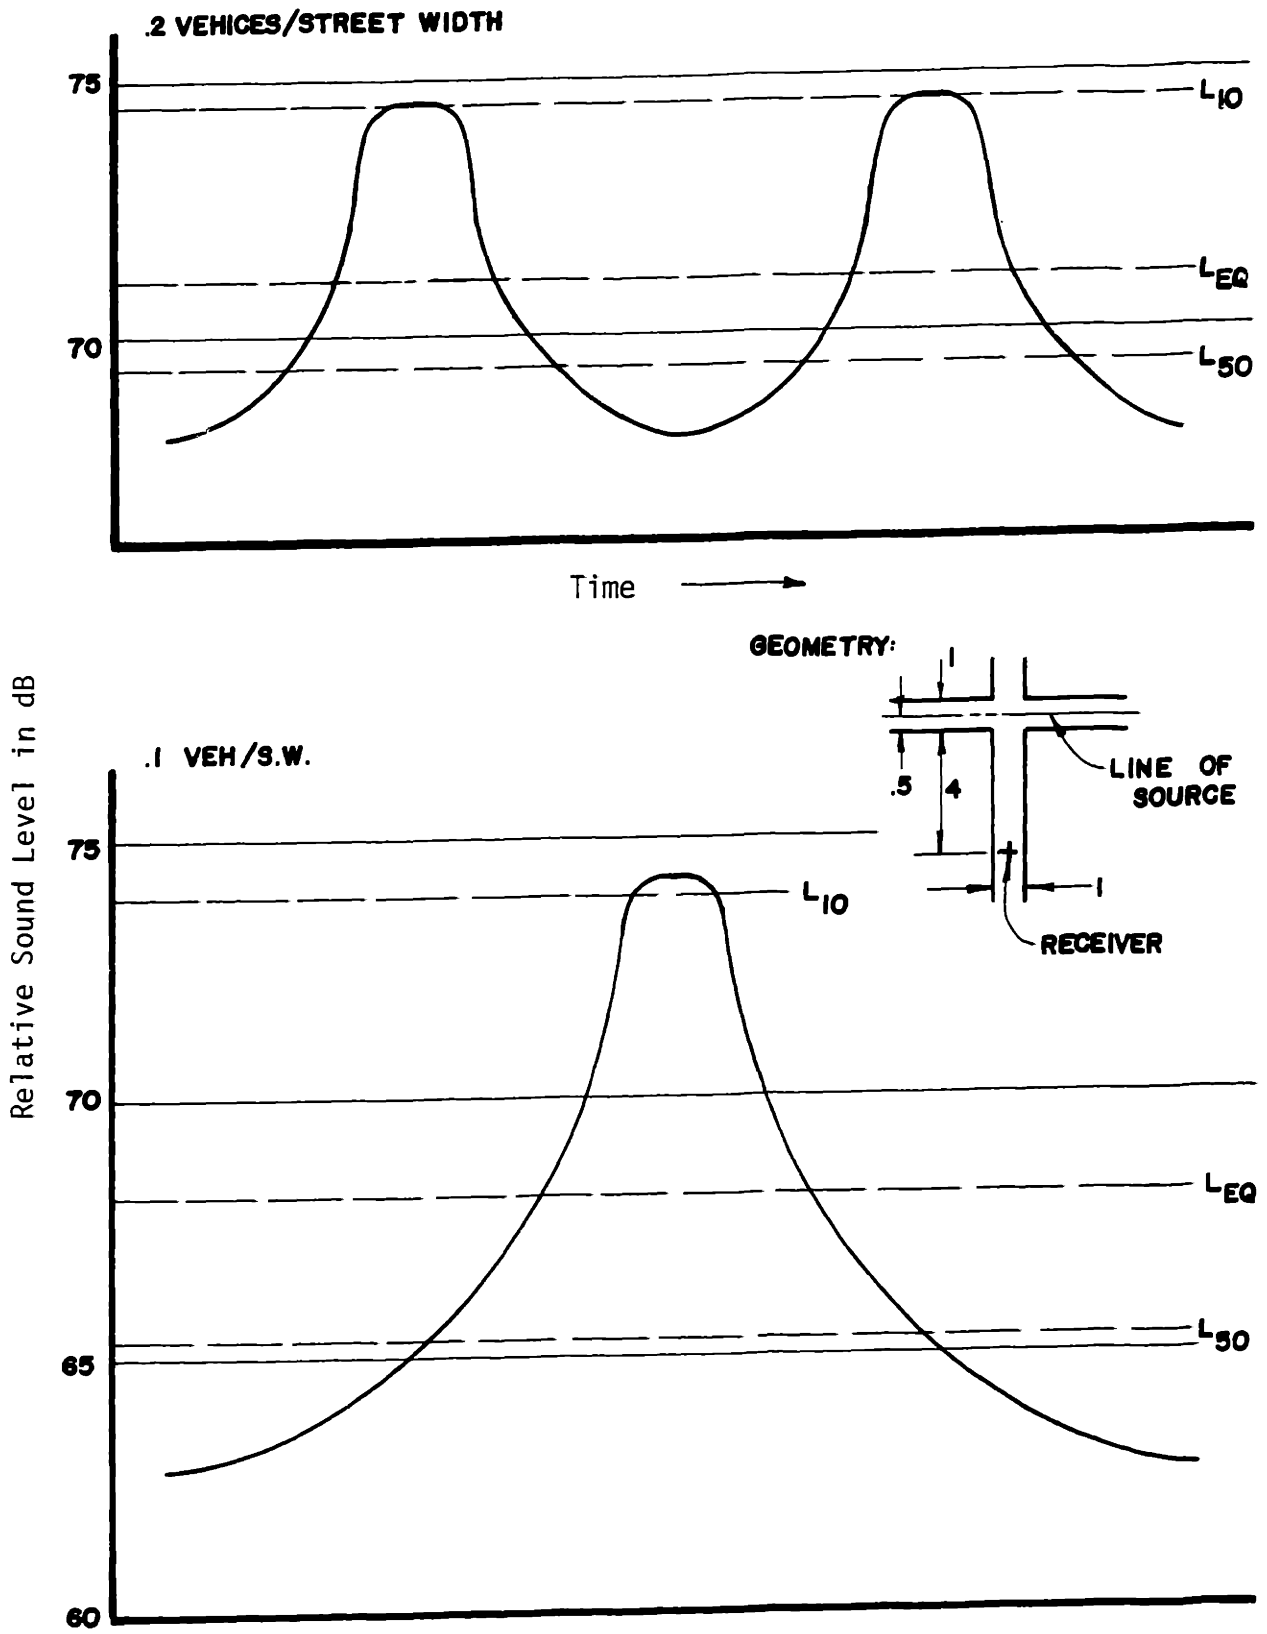 .2 VEHICES/STREET WIDTH
75
L10
LEQ
70
L50
Time
GEOMETRY:
1
.5
4
LINE OF
SOURCE
1
RECEIVER
Relative Sound Level in dB
.1 VEH/S.W.
75
L10
70
LEQ
L50
65
60